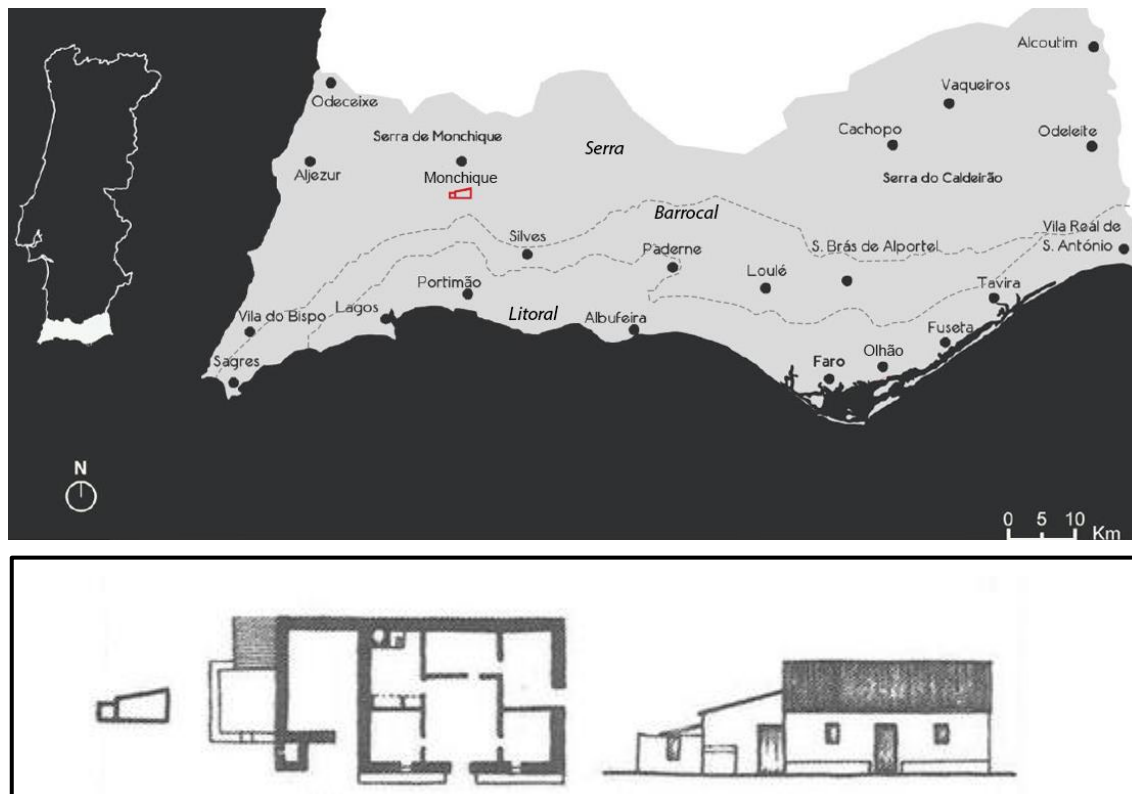 Alcoutim
Vaqueiros
Odeceixe
Cachopo
Odeleite
Serra de Monchique
Serra
Aljezur
Monchique
Serra do Caldeirão
Barrocal
Vila Reál de
S. António
Silves
Paderne
S. Brás de Alportel
Loulé
Portimão
Tavira
Lagos
Litoral
Albufeira
Vila do Bispo
Fuseta
Sagres
Faro
Olhão
N
0 5 10 Km